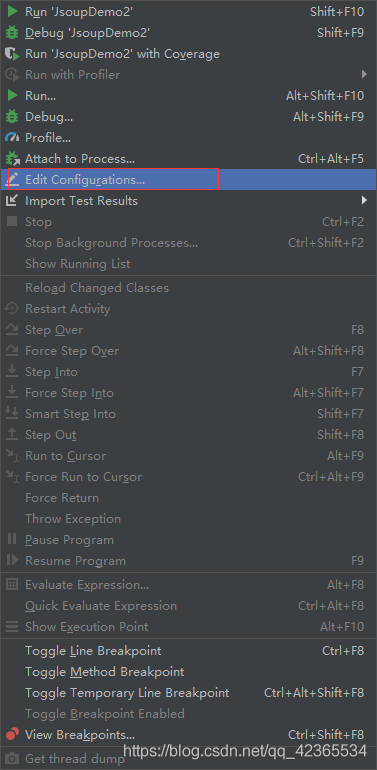 Run 'JsoupDemo2' Shift+F10
Debug 'JsoupDemo2' Shift+F9
Run 'JsoupDemo2' with Coverage
Run with Profiler
Run... Alt+Shift+F10
Debug... Alt+Shift+F9
Profile...
Attach to Process... Ctrl+Alt+F5
Edit Configurations...
Import Test Results
Stop Ctrl+F2
Stop Background Processes... Ctrl+Shift+F2
Show Running List
Reload Changed Classes
Restart Activity
Step Over F8
Force Step Over Alt+Shift+F8
Step Into F7
Force Step Into Alt+Shift+F7
Smart Step Into Shift+F7
Step Out Shift+F8
Run to Cursor Alt+F9
Force Run to Cursor Ctrl+Alt+F9
Force Return
Throw Exception
Pause Program
Resume Program F9
Evaluate Expression... Alt+F8
Quick Evaluate Expression Ctrl+Alt+F8
Show Execution Point Alt+F10
Toggle Line Breakpoint Ctrl+F8
Toggle Method Breakpoint
Toggle Temporary Line Breakpoint Ctrl+Alt+Shift+F8
Toggle Breakpoint Enabled
View Breakpoints... Ctrl+Shift+F8
Get thread dump
https://blog.csdn.net/qq_42365534